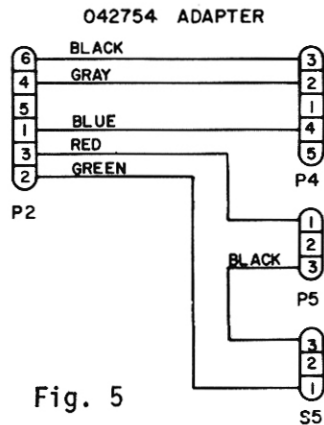 042754 ADAPTER
BLACK
6 3
GRAY
4 2
5 1
BLUE
1 4
RED
3 5
GREEN
2
P4
P2
1
2
BLACK
3
P5
3
2
1
Fig. 5
S5